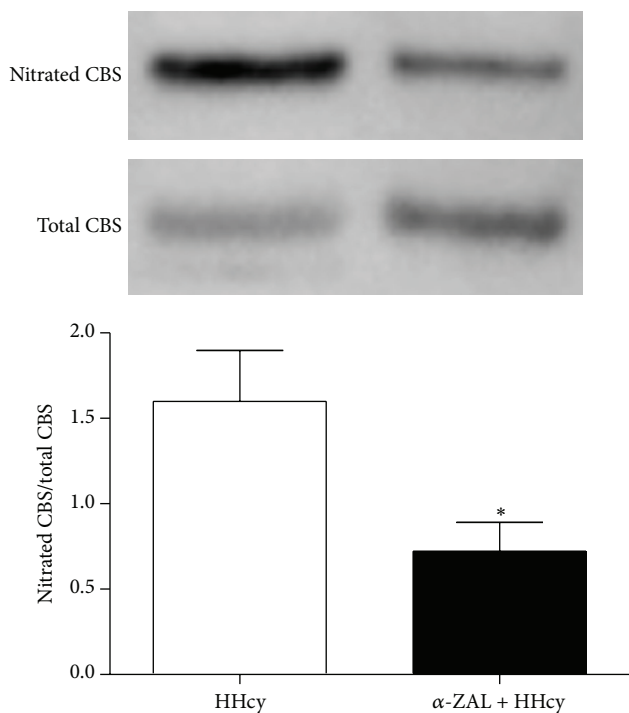 Nitrated CBS
Total CBS
2.0
1.5
1.0
0.5
0.0
Nitrated CBS/total CBS
*
HHcy
α-ZAL + HHcy